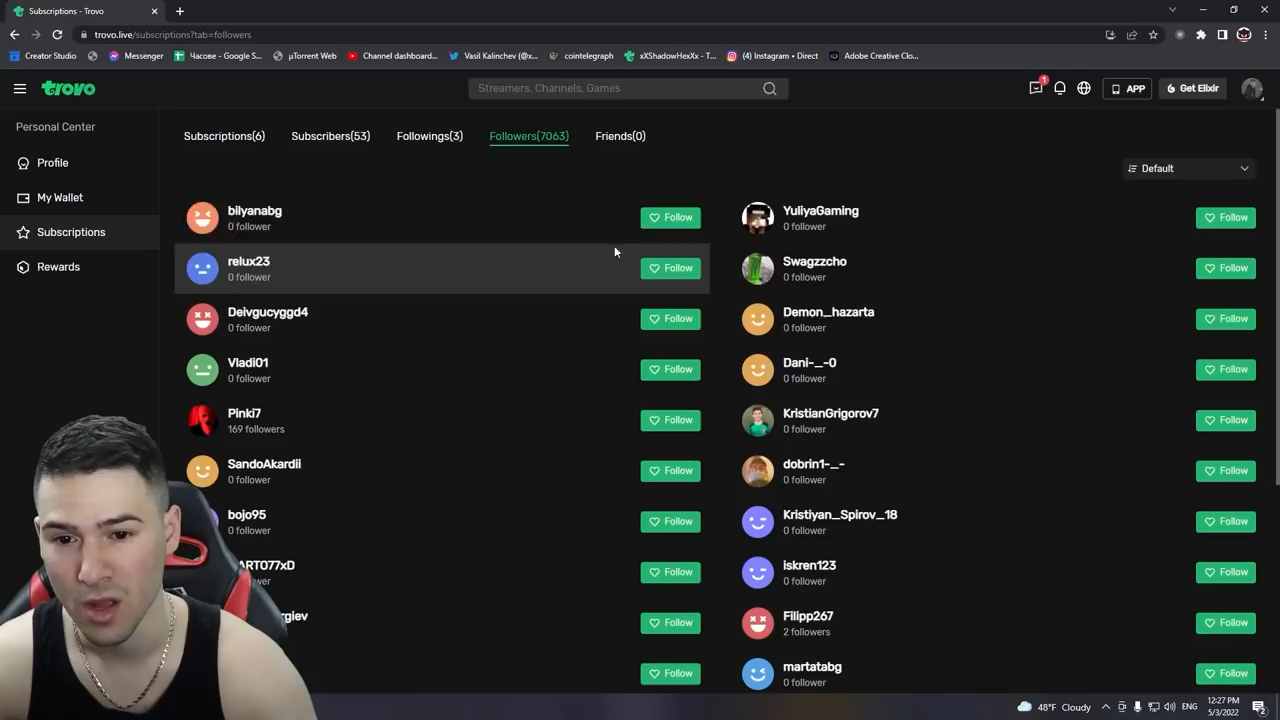 Subscriptions - Trovo
trovo.live/subscriptions?tab=followers
Creator Studio
Messenger
Часове - Google S...
µTorrent Web
Channel dashboard...
Vasil Kalinchev (@x...
cointelegraph
xXShadowHexXx - T...
(4) Instagram • Direct
Adobe Creative Clo...
trovo
Streamers, Channels, Games
1
APP
Get Elixir
Personal Center
Profile
My Wallet
Subscriptions
Rewards
Subscriptions(6)
Subscribers(53)
Followings(3)
Followers(7063)
Friends(0)
Default
bilyanabg
0 follower
Follow
YuliyaGaming
0 follower
Follow
relux23
0 follower
Follow
Swagzzcho
0 follower
Follow
Deivgucyggd4
0 follower
Follow
Demon_hazarta
0 follower
Follow
Vladi01
0 follower
Follow
Dani-_-0
0 follower
Follow
Pinki7
169 followers
Follow
KristianGrigorov7
0 follower
Follow
SandoAkardii
0 follower
Follow
dobrin1-_-
0 follower
Follow
bojo95
0 follower
Follow
Kristiyan_Spirov_18
0 follower
Follow
ARTO77xD
ower
Follow
iskren123
0 follower
Follow
rgiev
Follow
Filipp267
2 followers
Follow
Follow
martatabg
0 follower
Follow
48°F Cloudy
ENG
12:27 PM
5/3/2022
2